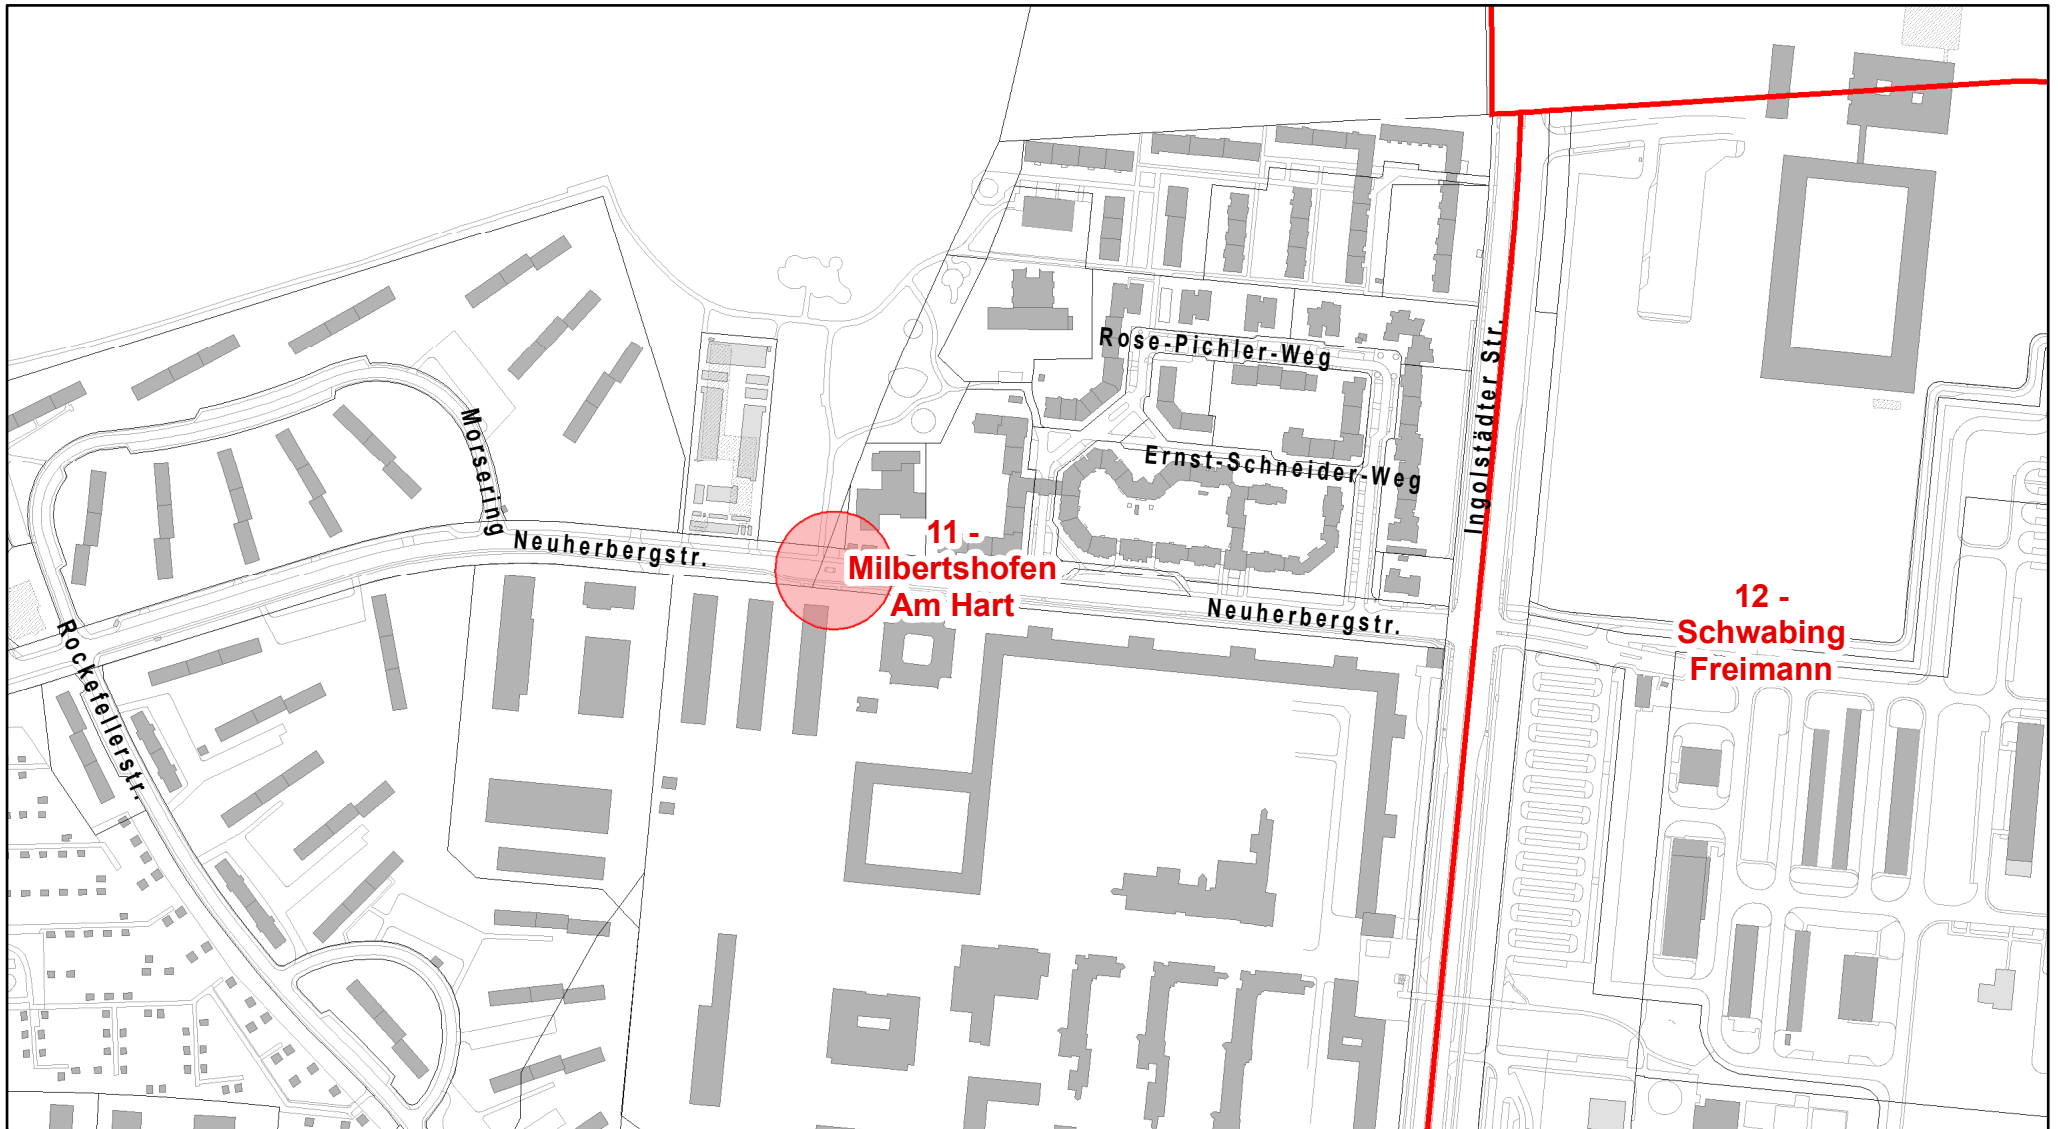 Rose-Pichler-Weg
Ingolstädter Str.
Morsering
Ernst-Schneider-Weg
Neuherbergstr.
11 -
Milbertshofen
Am Hart
Neuherbergstr.
12 -
Schwabing
Freimann
Rockefellerstr.